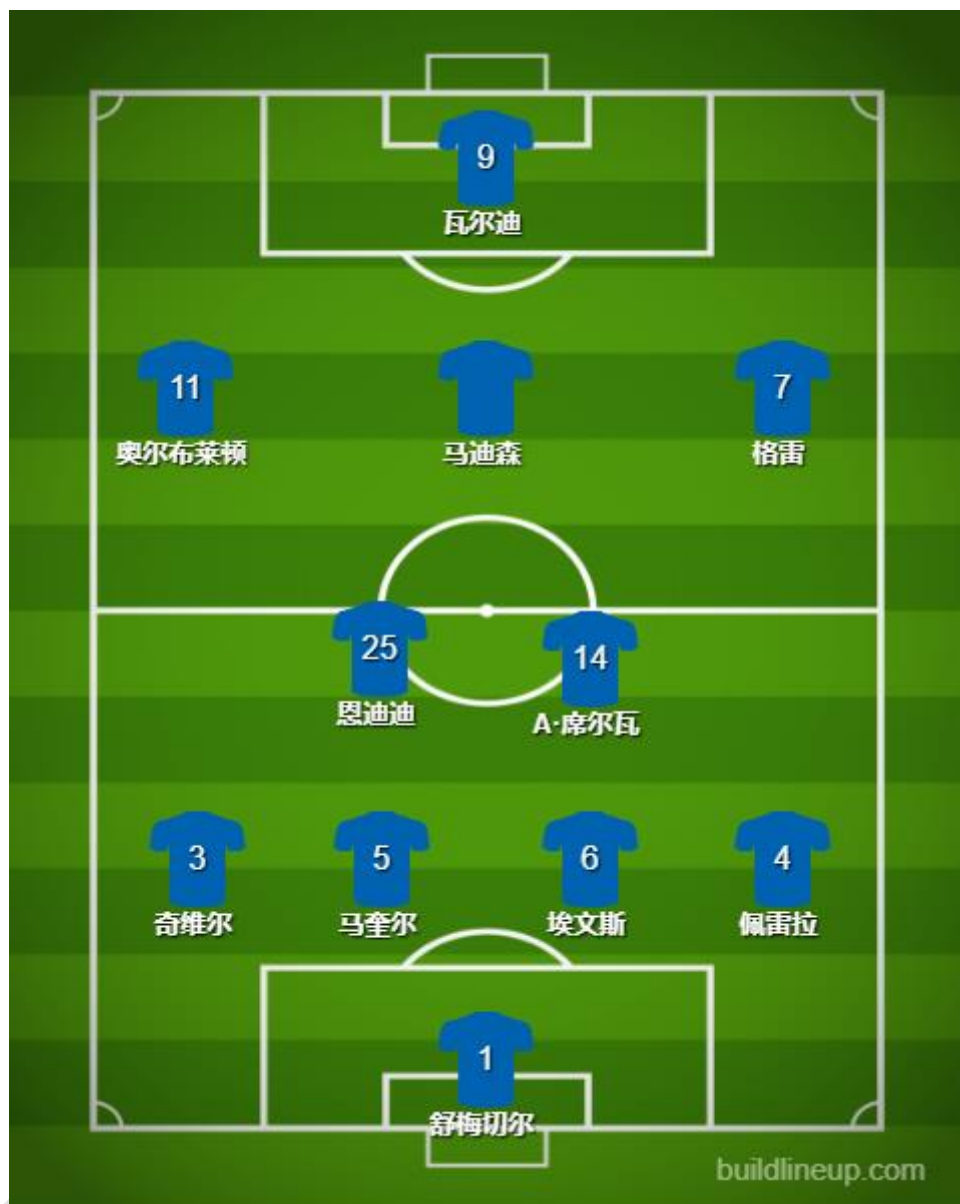 9
瓦尔迪
11
奥尔布莱顿
马迪森
7
格雷
25
恩迪迪
14
A·席尔瓦
3
奇维尔
5
马奎尔
6
埃文斯
4
佩雷拉
1
舒梅切尔
buildlineup.com